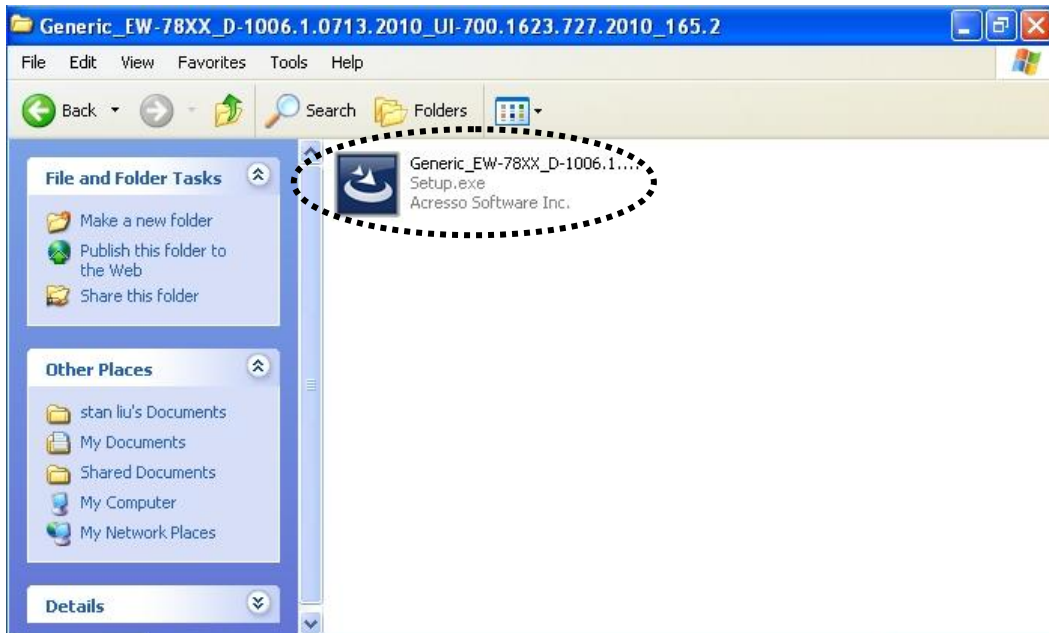 Generic_EW-78XX_D-1006.1.0713.2010_UI-700.1623.727.2010_165.2
File Edit View Favorites Tools Help
Back Search Folders
Generic_EW-78XX_D-1006.1....
Setup.exe
Acresso Software Inc.
File and Folder Tasks
Make a new folder
Publish this folder to
the Web
Share this folder
Other Places
stan liu's Documents
My Documents
Shared Documents
My Computer
My Network Places
Details